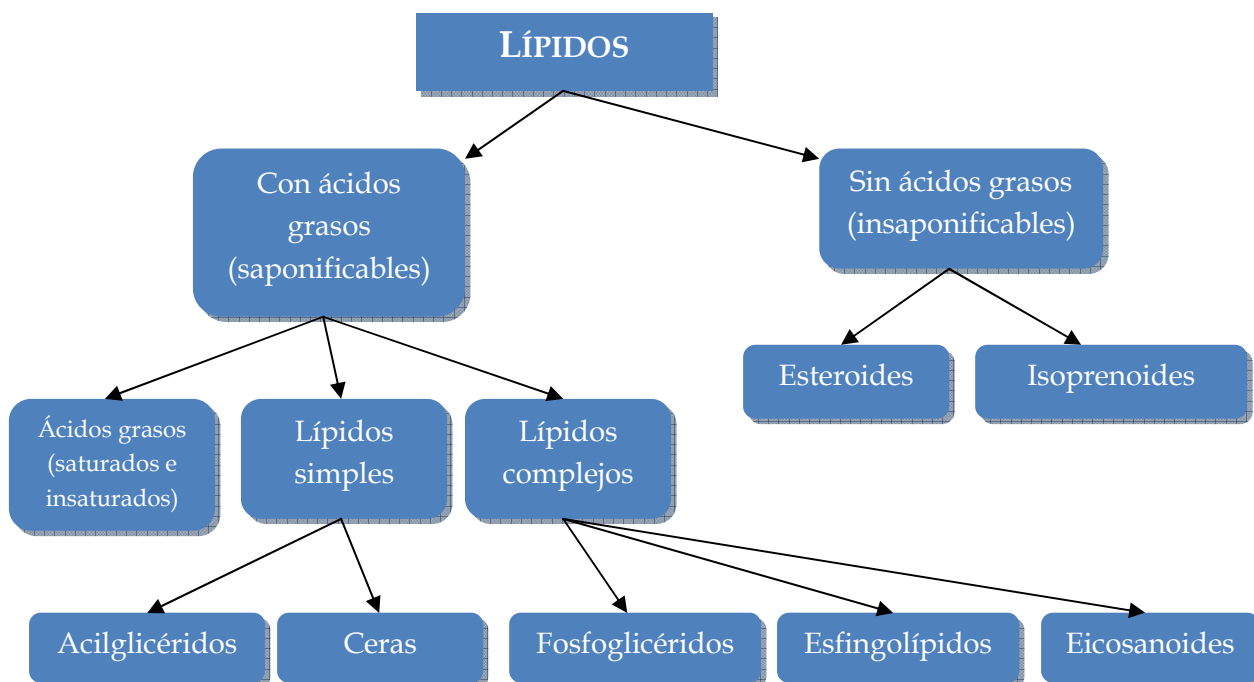 LÍPIDOS
Con ácidos
grasos
(saponificables)
Sin ácidos grasos
(insaponificables)
Esteroides
Isoprenoides
Ácidos grasos
(saturados e
insaturados)
Lípidos
simples
Lípidos
complejos
Acilglicéridos
Ceras
Fosfoglicéridos
Esfingolípidos
Eicosanoides